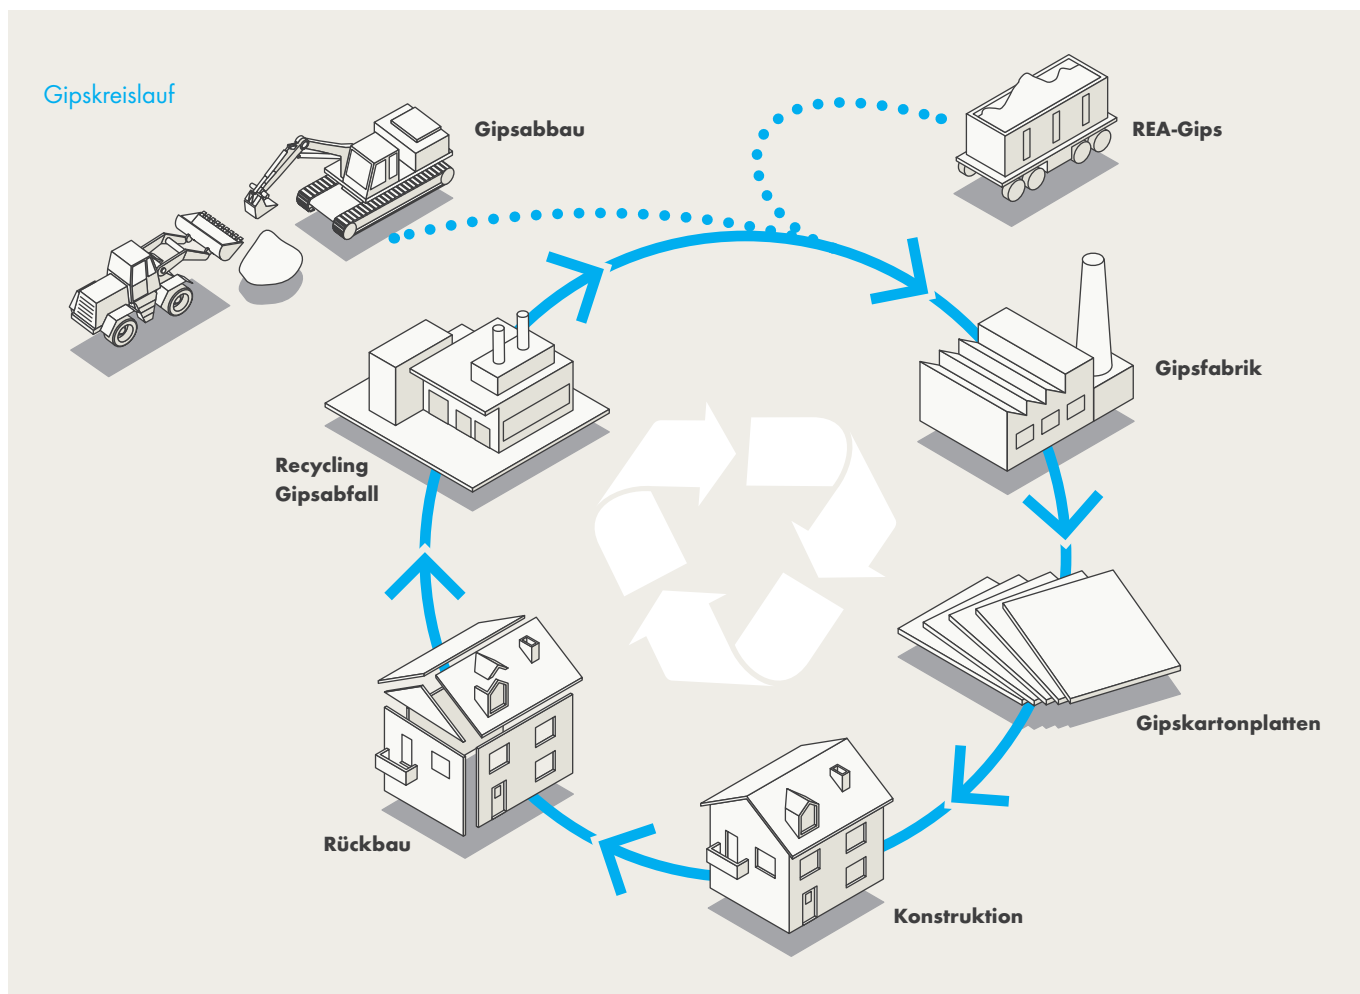 Gipskreislauf
Gipsabbau
REA-Gips
Gipsfabrik
Recycling
Gipsabfall
Gipskartonplatten
Rückbau
Konstruktion